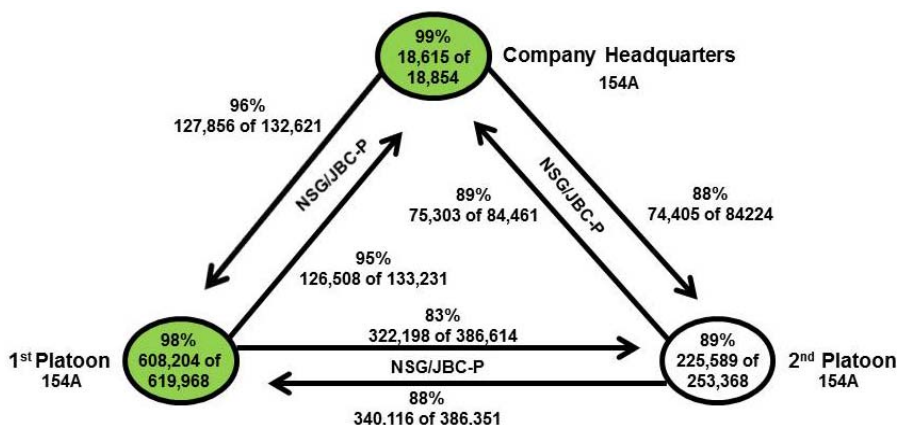 99%
18,615 of
18,854
Company Headquarters
154A
96%
127,856 of 132,621
NSG/JBC-P
NSG/JBC-P
89%
75,303 of 84,461
88%
74,405 of 84224
95%
126,508 of 133,231
83%
322,198 of 386,614
NSG/JBC-P
88%
340,116 of 386,351
1st Platoon
154A
98%
608,204 of
619,968
89%
225,589 of
253,368
2nd Platoon
154A